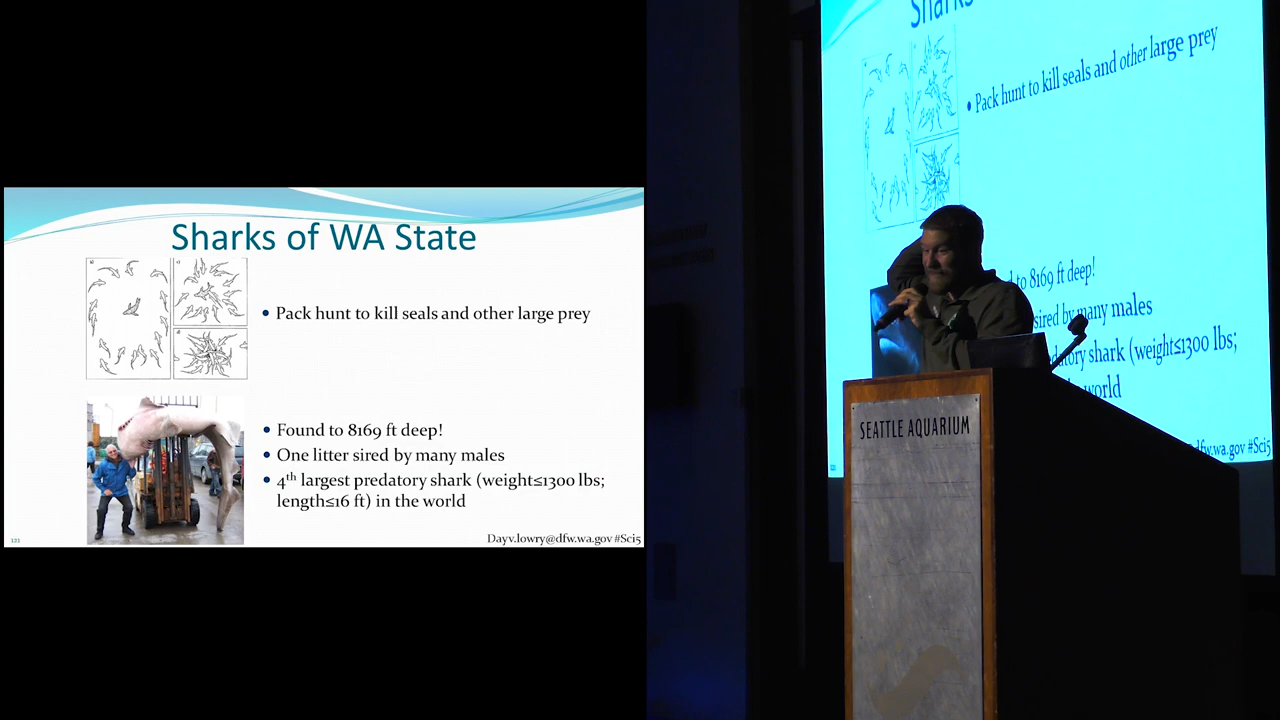 Sharks of WA State
• Pack hunt to kill seals and other large prey
• Found to 8169 ft deep!
• One litter sired by many males
• 4th largest predatory shark (weight≤1300 lbs;
length≤16 ft) in the world
121
Dayv.lowry@dfw.wa.gov #Sci5
Sharks
• Pack hunt to kill seals and other large prey
to 8169 ft deep!
sired by many males
shark (weight≤1300 lbs;
world
dfw.wa.gov #Sci5
SEATTLE AQUARIUM